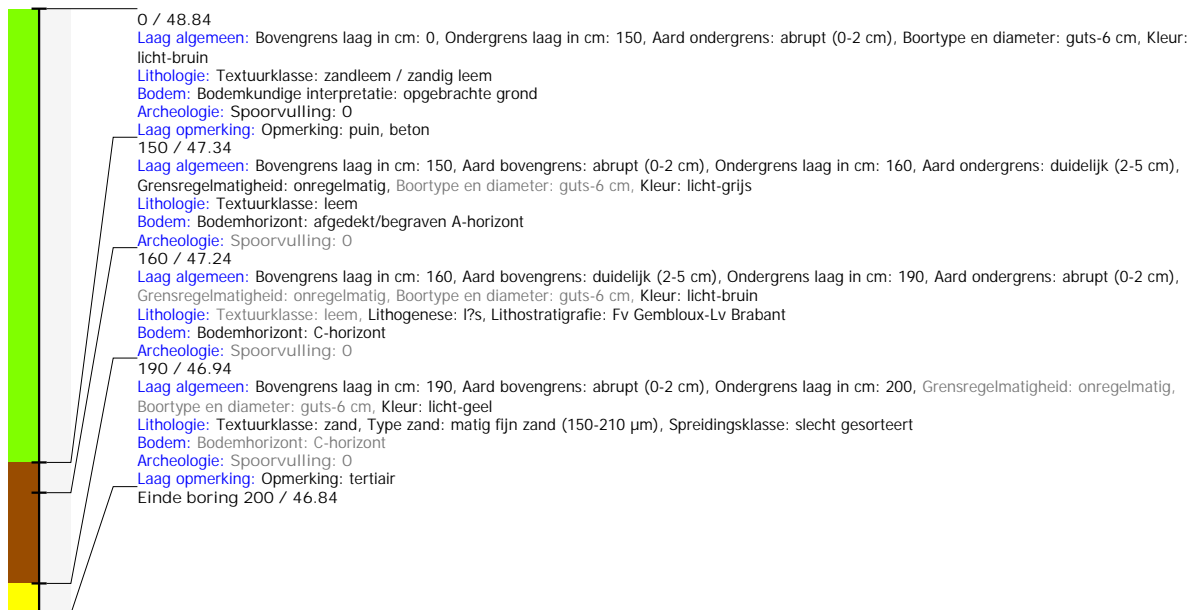 0 / 48.84
Laag algemeen: Bovengrens laag in cm: 0, Ondergrens laag in cm: 150, Aard ondergrens: abrupt (0-2 cm), Boortype en diameter: guts-6 cm, Kleur:
licht-bruin
Lithologie: Textuurklasse: zandleem / zandig leem
Bodem: Bodemkundige interpretatie: opgebrachte grond
Archeologie: Spoorvulling: 0
Laag opmerking: Opmerking: puin, beton
150 / 47.34
Laag algemeen: Bovengrens laag in cm: 150, Aard bovengrens: abrupt (0-2 cm), Ondergrens laag in cm: 160, Aard ondergrens: duidelijk (2-5 cm),
Grensregelmatigheid: onregelmatig, Boortype en diameter: guts-6 cm, Kleur: licht-grijs
Lithologie: Textuurklasse: leem
Bodem: Bodemhorizont: afgedekt/begraven A-horizont
Archeologie: Spoorvulling: 0
160 / 47.24
Laag algemeen: Bovengrens laag in cm: 160, Aard bovengrens: duidelijk (2-5 cm), Ondergrens laag in cm: 190, Aard ondergrens: abrupt (0-2 cm),
Grensregelmatigheid: onregelmatig, Boortype en diameter: guts-6 cm, Kleur: licht-bruin
Lithologie: Textuurklasse: leem, Lithogenese: l?s, Lithostratigrafie: Fv Gembloux-Lv Brabant
Bodem: Bodemhorizont: C-horizont
Archeologie: Spoorvulling: 0
190 / 46.94
Laag algemeen: Bovengrens laag in cm: 190, Aard bovengrens: abrupt (0-2 cm), Ondergrens laag in cm: 200, Grensregelmatigheid: onregelmatig,
Boortype en diameter: guts-6 cm, Kleur: licht-geel
Lithologie: Textuurklasse: zand, Type zand: matig fijn zand (150-210 µm), Spreidingsklasse: slecht gesorteert
Bodem: Bodemhorizont: C-horizont
Archeologie: Spoorvulling: 0
Laag opmerking: Opmerking: tertiair
Einde boring 200 / 46.84